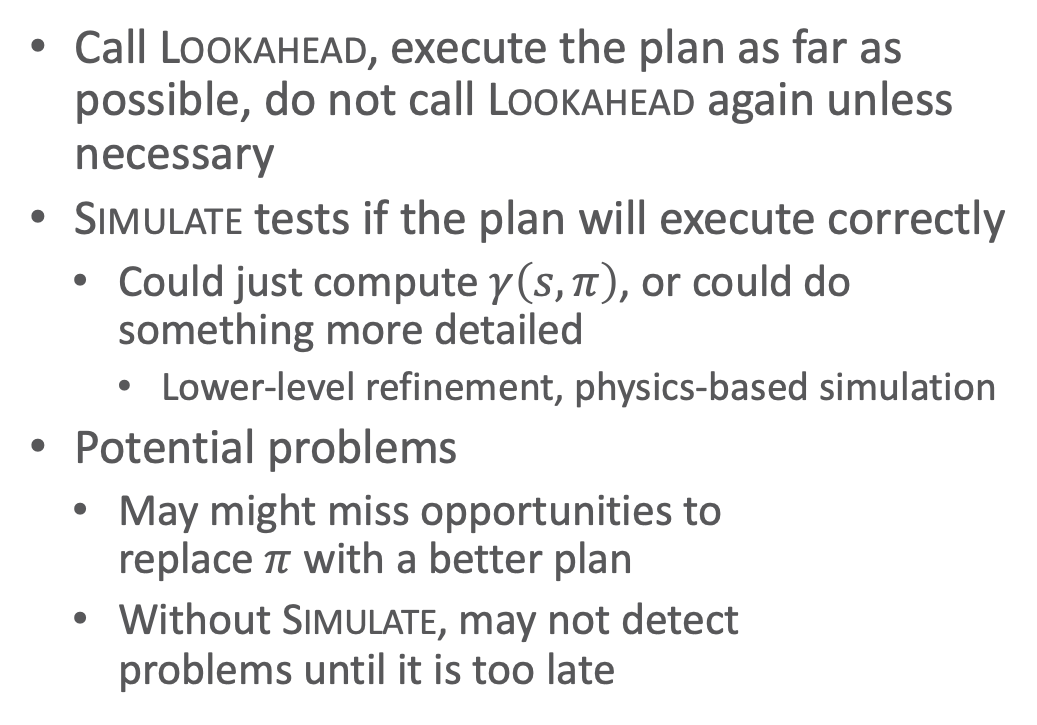 • Call LOOKAHEAD, execute the plan as far as
possible, do not call LOOKAHEAD again unless
necessary
• SIMULATE tests if the plan will execute correctly
• Could just compute γ(s, π), or could do
something more detailed
• Lower-level refinement, physics-based simulation
• Potential problems
• May might miss opportunities to
replace π with a better plan
• Without SIMULATE, may not detect
problems until it is too late